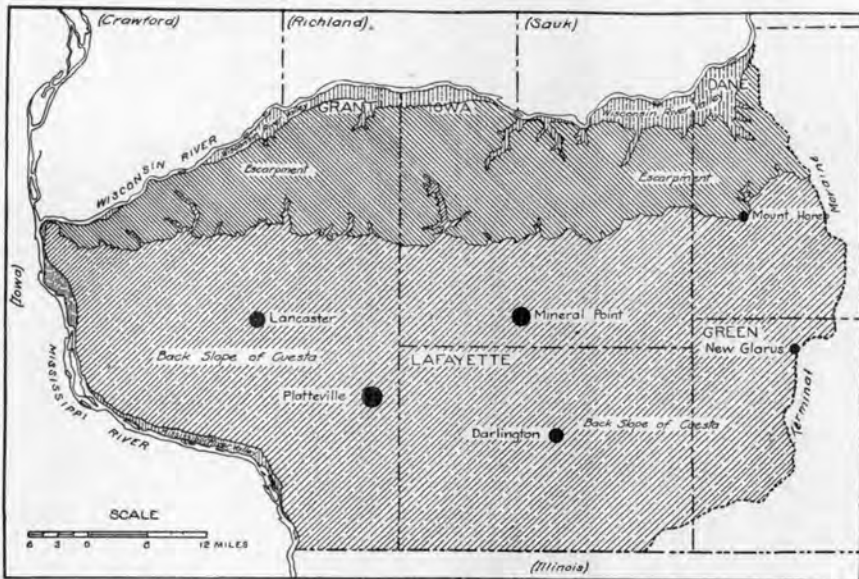 (Crawford)
(Richland)
(Sauk)
DANE
GRANT
IOWA
WISCONSIN RIVER
Escarpment
Escarpment
Moraine
Mount Horeb
(Iowa)
Lancaster
Mineral Point
GREEN
New Glarus
Back Slope of Cuesta
LAFAYETTE
MISSISSIPPI
RIVER
Platteville
Terminal
Darlington
Back Slope of Cuesta
SCALE
6 3 0 6 12 MILES
(Illinois)